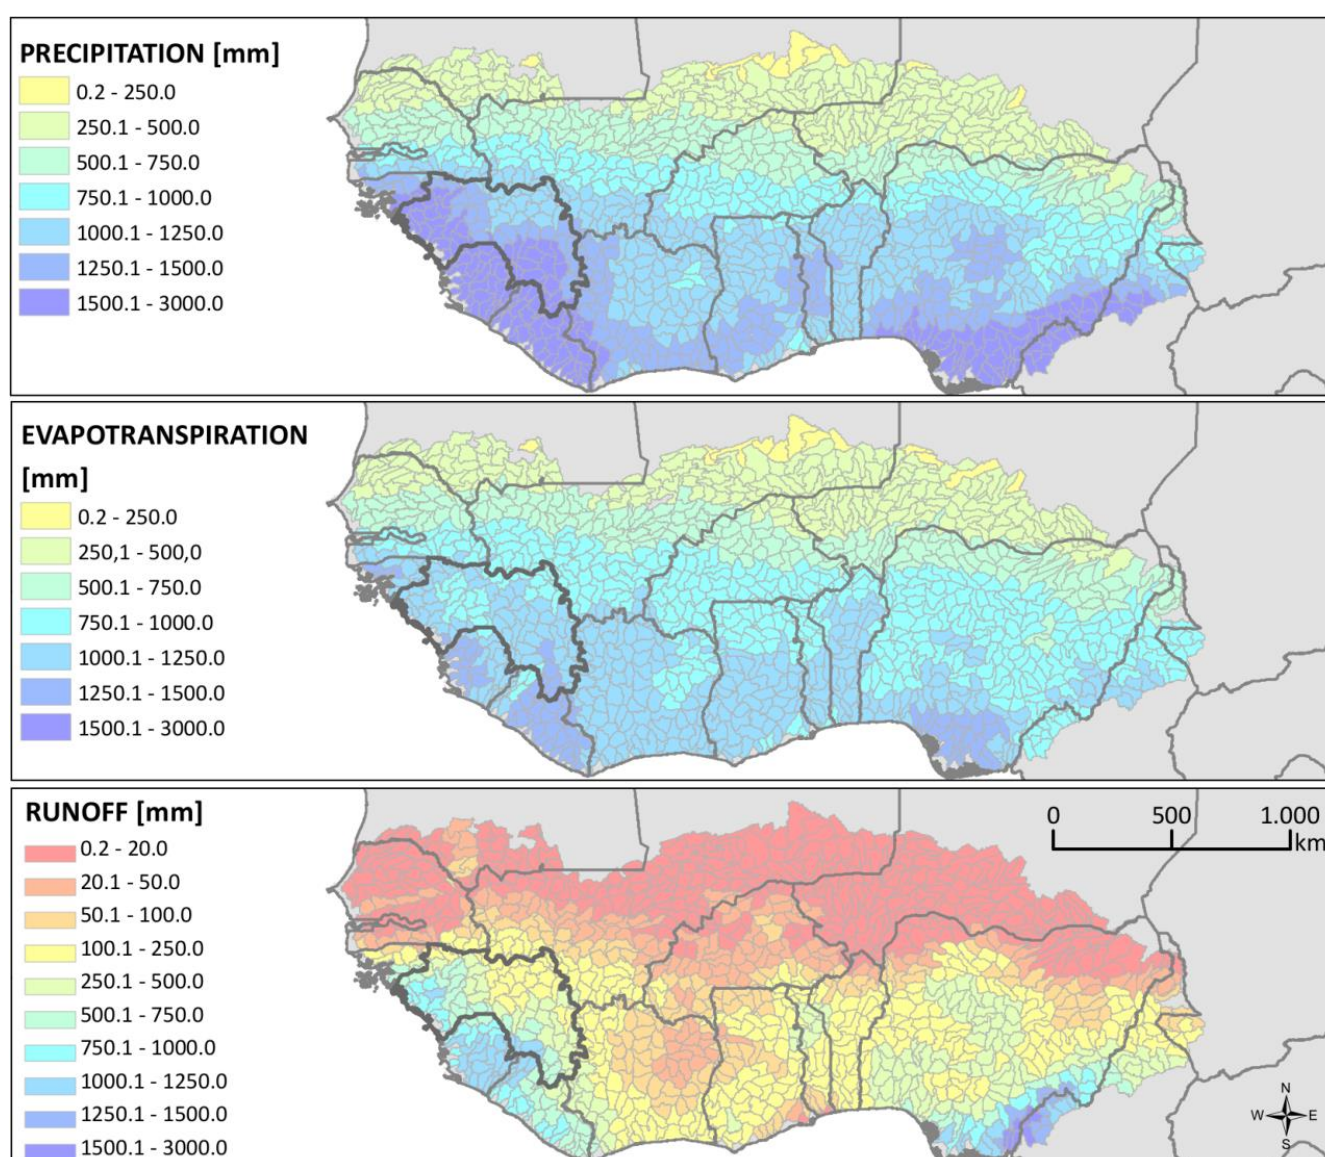 PRECIPITATION [mm]
0.2 - 250.0
250.1 - 500.0
500.1 - 750.0
750.1 - 1000.0
1000.1 - 1250.0
1250.1 - 1500.0
1500.1 - 3000.0
EVAPOTRANSPIRATION
[mm]
0.2 - 250.0
250,1 - 500,0
500.1 - 750.0
750.1 - 1000.0
1000.1 - 1250.0
1250.1 - 1500.0
1500.1 - 3000.0
RUNOFF [mm]
0.2 - 20.0
20.1 - 50.0
50.1 - 100.0
100.1 - 250.0
250.1 - 500.0
500.1 - 750.0
750.1 - 1000.0
1000.1 - 1250.0
1250.1 - 1500.0
1500.1 - 3000.0
0 500 1.000
km
N
W E
S